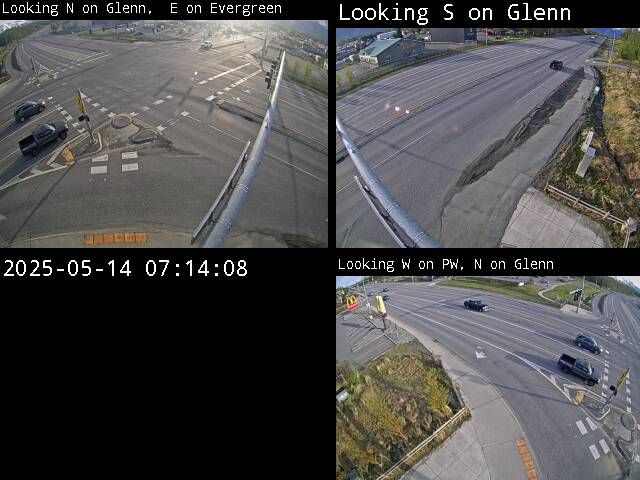 Looking N on Glenn, E on Evergreen
Looking S on Glenn
2025-05-14 07:14:08
Looking W on PW, N on Glenn